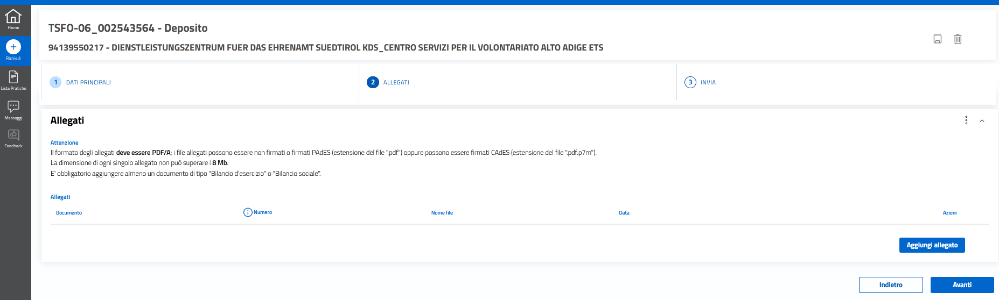 Home
Richiedi
Lista Pratiche
Messaggi
Feedback
TSFO-06_002543564 - Deposito
94139550217 - DIENSTLEISTUNGSZENTRUM FUER DAS EHRENAMT SUEDTIROL KDS_CENTRO SERVIZI PER IL VOLONTARIATO ALTO ADIGE ETS
1 DATI PRINCIPALI
2 ALLEGATI
3 INVIA
Allegati
Attenzione
Il formato degli allegati deve essere PDF/A; i file allegati possono essere non firmati o firmati PAdES (estensione del file ".pdf") oppure possono essere firmati CAdES (estensione del file ".pdf.p7m").
La dimensione di ogni singolo allegato non può superare i 8 Mb.
E' obbligatorio aggiungere almeno un documento di tipo "Bilancio d'esercizio" o "Bilancio sociale".
Allegati
Documento Numero Nome file Data Azioni
Aggiungi allegato
Indietro Avanti